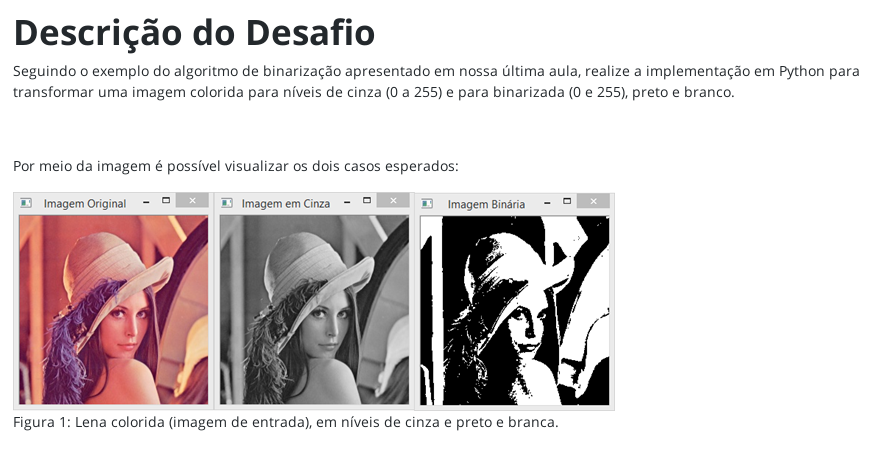 Descrição do Desafio
Seguindo o exemplo do algoritmo de binarização apresentado em nossa última aula, realize a implementação em Python para
transformar uma imagem colorida para níveis de cinza (0 a 255) e para binarizada (0 e 255), preto e branco.
Por meio da imagem é possível visualizar os dois casos esperados:
Imagem Original
Imagem em Cinza
Imagem Binária
Figura 1: Lena colorida (imagem de entrada), em níveis de cinza e preto e branca.